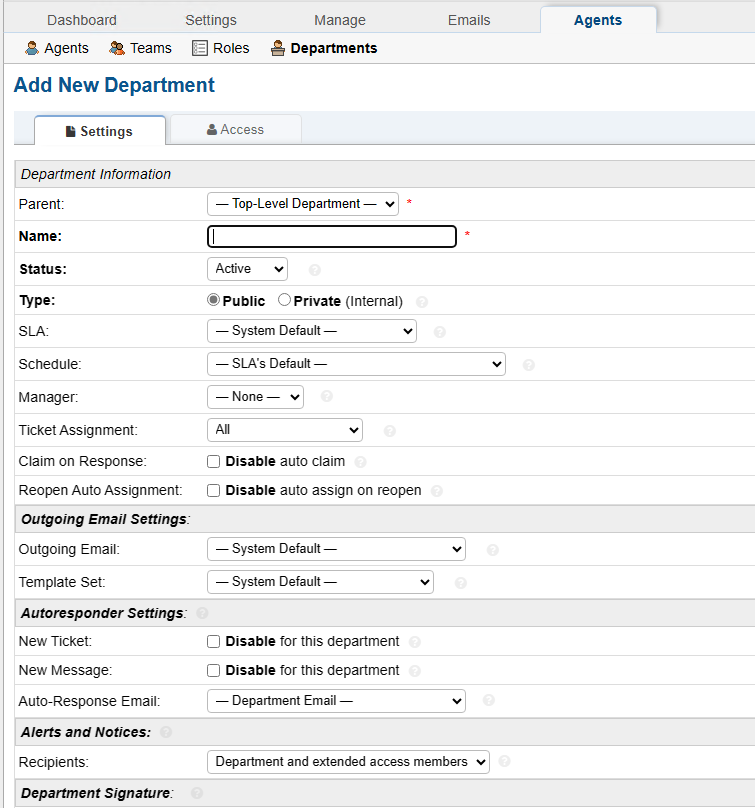 Dashboard Settings Manage Emails Agents
Agents Teams Roles Departments
Add New Department
Settings Access
Department Information
Parent: — Top-Level Department — *
Name: *
Status: Active ?
Type: Public Private (Internal) ?
SLA: — System Default — ?
Schedule: — SLA's Default — ?
Manager: — None — ?
Ticket Assignment: All ?
Claim on Response: Disable auto claim ?
Reopen Auto Assignment: Disable auto assign on reopen ?
Outgoing Email Settings:
Outgoing Email: — System Default — ?
Template Set: — System Default — ?
Autoresponder Settings: ?
New Ticket: Disable for this department ?
New Message: Disable for this department ?
Auto-Response Email: — Department Email — ?
Alerts and Notices: ?
Recipients: Department and extended access members ?
Department Signature: ?